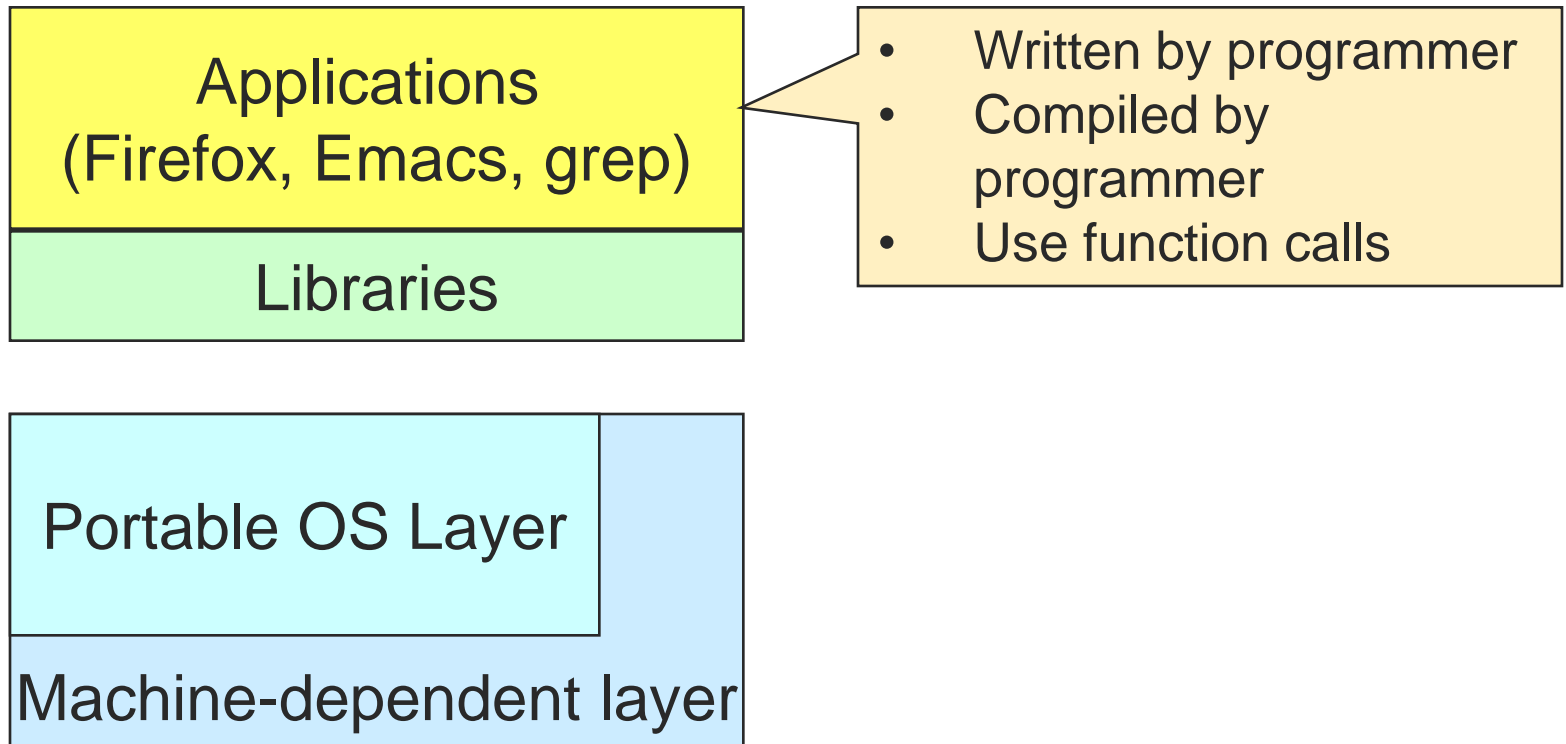 Applications
(Firefox, Emacs, grep)
Libraries
Portable OS Layer
Machine-dependent layer
• Written by programmer
• Compiled by
programmer
• Use function calls